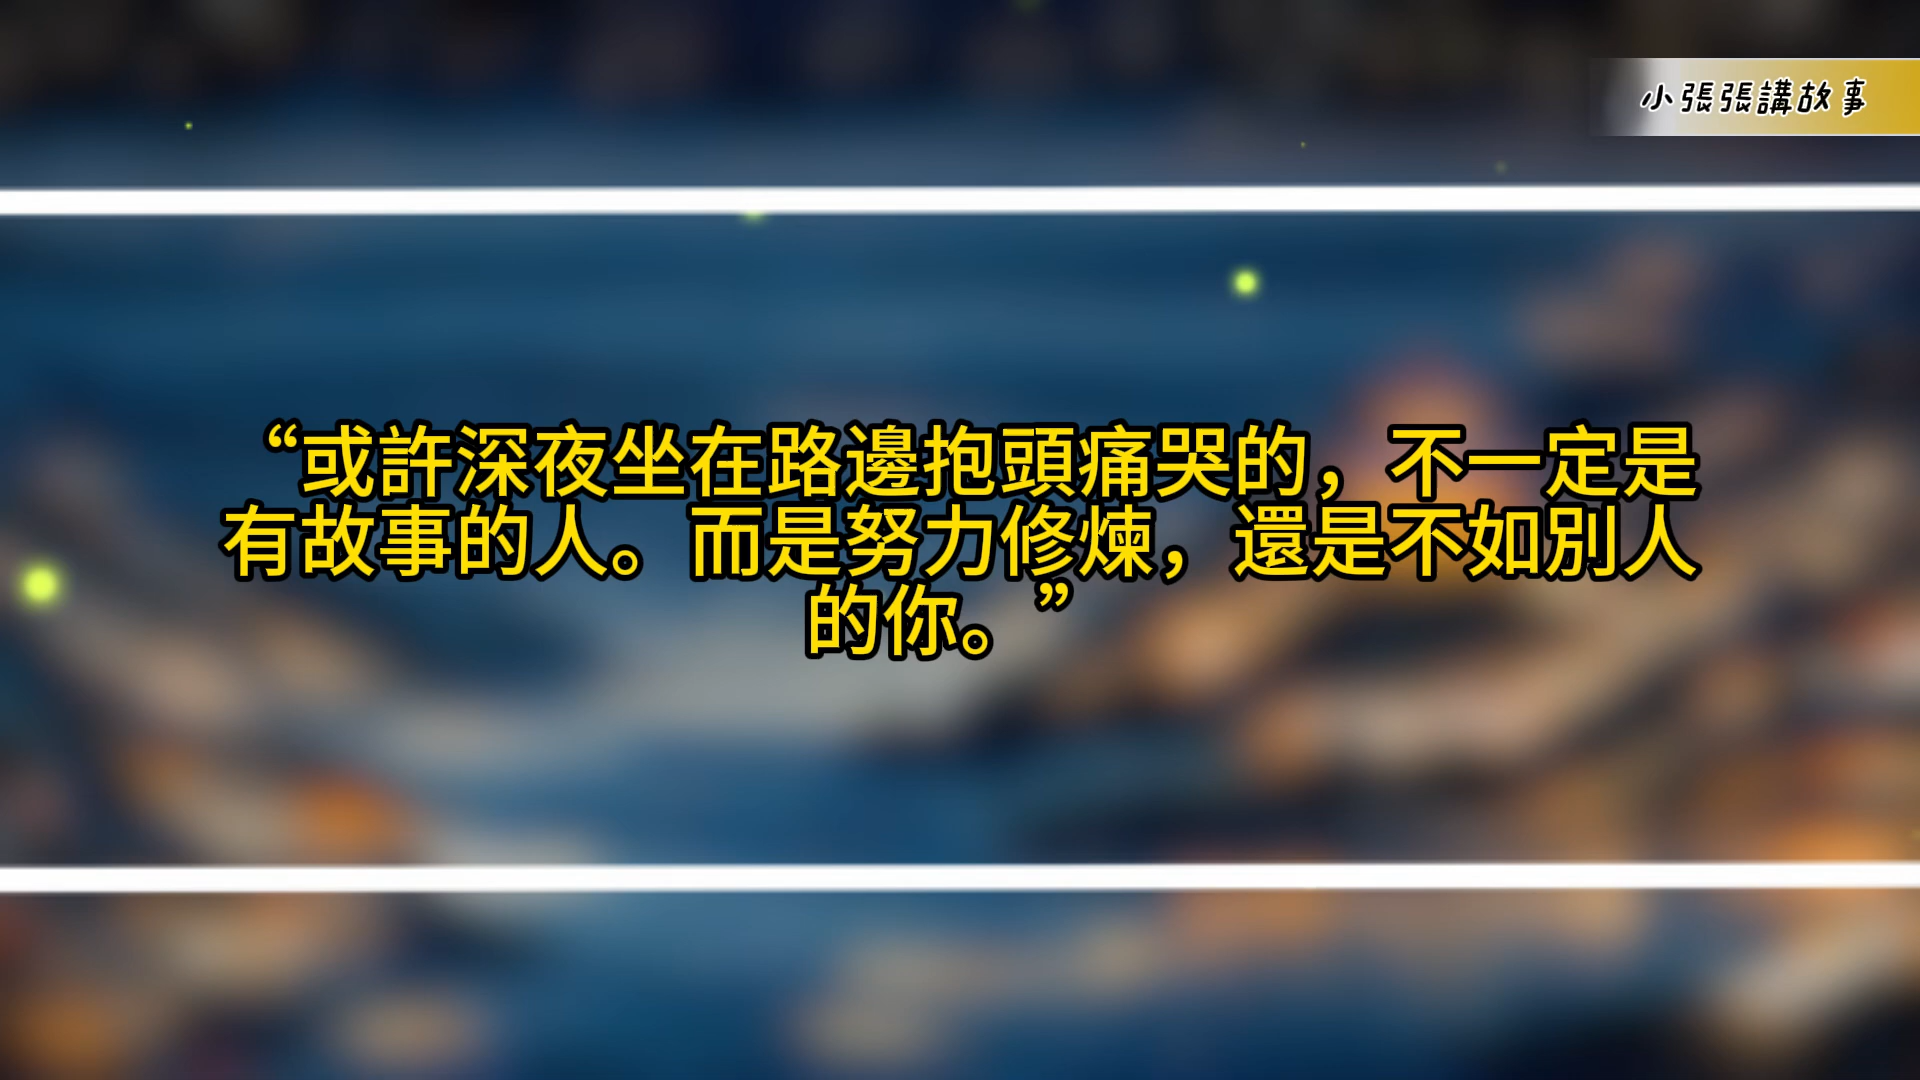 小張張講故事
“或許深夜坐在路邊抱頭痛哭的，不一定是
有故事的人。而是努力修煉，還是不如別人
的你。”